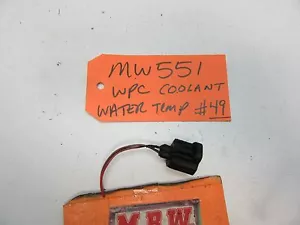 MW551
WPC COOLANT
WATER TEMP #49
M.B.W.